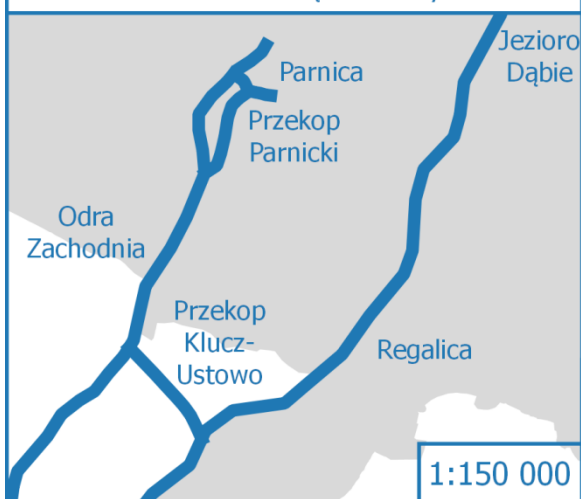 Jezioro
Dąbie
Parnica
Przekop
Parnicki
Odra
Zachodnia
Przekop
Klucz-
Ustowo
Regalica
1:150 000